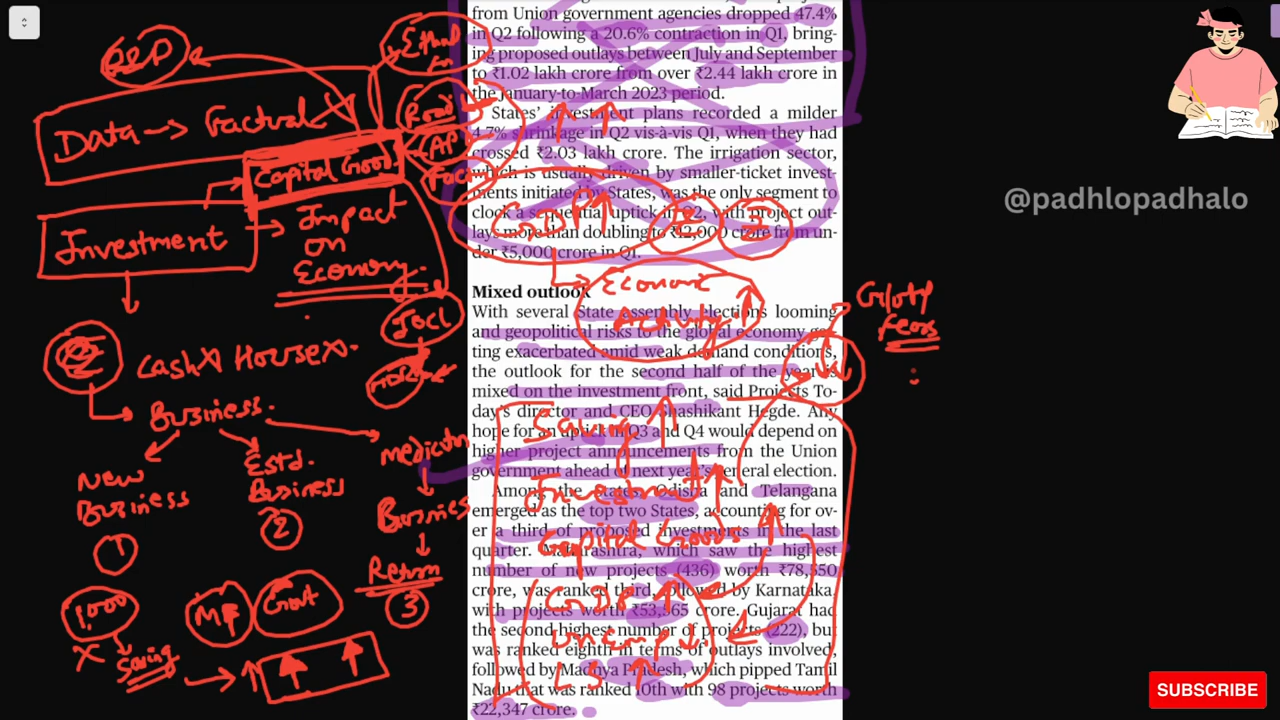 from Union government agencies dropped 47.4%
in Q2 following a 20.6% contraction in Q1, bring-
ing proposed outlays between July and September
to ₹1.02 lakh crore from over ₹2.44 lakh crore in
the January-to-March 2023 period.
States' investment plans recorded a milder
4.7% shrinkage in Q2 vis-à-vis Q1, when they had
crossed ₹2.03 lakh crore. The irrigation sector,
which is usually driven by smaller-ticket invest-
ments initiated by States, was the only segment to
clock a sequential uptick in Q2, with project out-
lays more than doubling to ₹12,000 crore from un-
der ₹5,000 crore in Q1.
Mixed outlook
With several State assembly elections looming
and geopolitical risks to the global economy get-
ting exacerbated amid weak demand conditions,
the outlook for the second half of the year is
mixed on the investment front, said Projects To-
day's director and CEO Shashikant Hegde. Any
hope for an uptick in Q3 and Q4 would depend on
higher project announcements from the Union
government ahead of next year's general election.
Among the States, Odisha and Telangana
emerged as the top two States, accounting for ov-
er a third of proposed investments in the last
quarter. Maharashtra, which saw the highest
number of new projects (436) worth ₹78,550
crore, was ranked third, followed by Karnataka,
with projects worth ₹53,565 crore. Gujarat had
the second highest number of projects (222), but
was ranked eighth in terms of outlays involved,
followed by Madhya Pradesh, which pipped Tamil
Nadu that was ranked 10th with 98 projects worth
₹22,347 crore.
Data → Factual
Capital Good
Investment → Impact
on
Economy.
Cash x House x.
Business.
New
Business
1
Estd.
Business
2
Business
Return
3
1,000
x Saving
MF
Govt
Road
GDP
Economic
Activity
Saving
Capital Goods
GDP
Unemp
LS
@padhlopadhalo
SUBSCRIBE